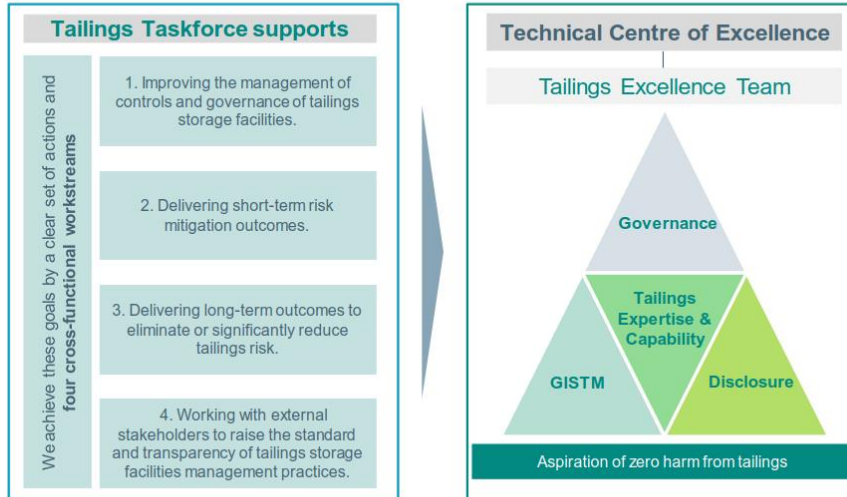 Tailings Taskforce supports
We achieve these goals by a clear set of actions and
four cross-functional workstreams
1. Improving the management of
controls and governance of tailings
storage facilities.
2. Delivering short-term risk
mitigation outcomes.
3. Delivering long-term outcomes to
eliminate or significantly reduce
tailings risk.
4. Working with external
stakeholders to raise the standard
and transparency of tailings storage
facilities management practices.
Technical Centre of Excellence
Tailings Excellence Team
Governance
Tailings
Expertise &
Capability
GISTM
Disclosure
Aspiration of zero harm from tailings